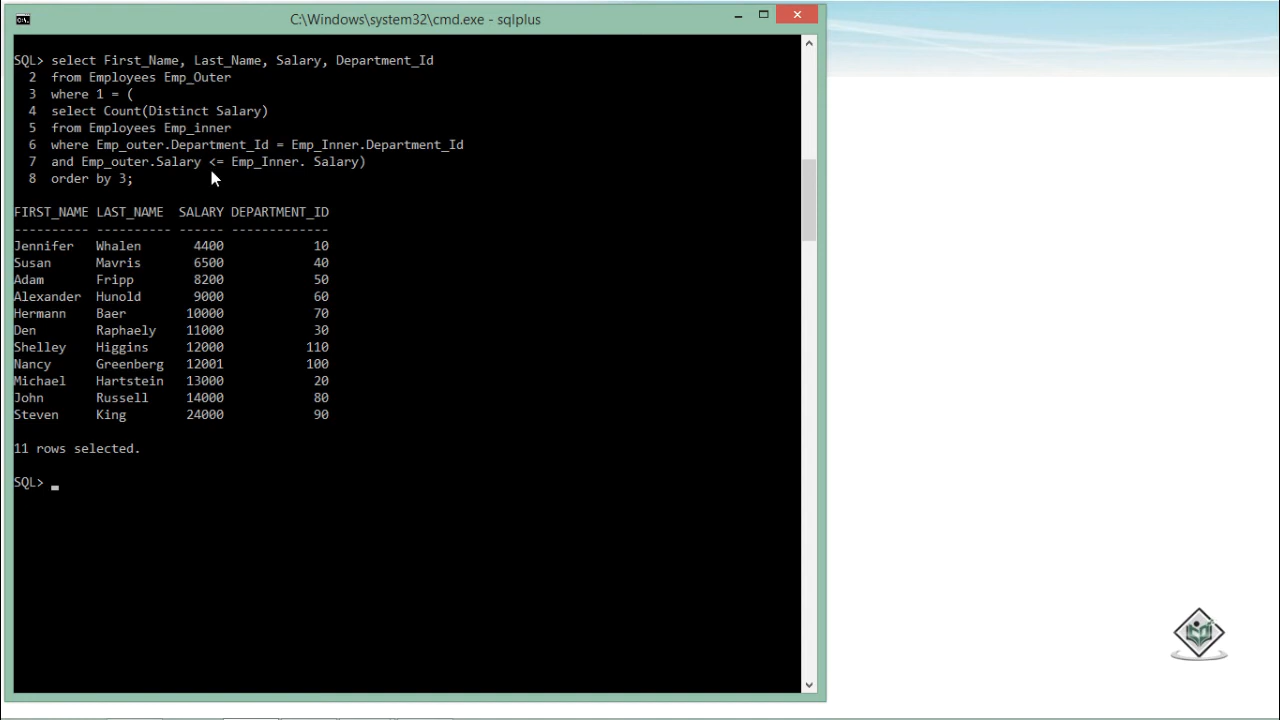 C:\Windows\system32\cmd.exe - sqlplus
SQL> select First_Name, Last_Name, Salary, Department_Id
2 from Employees Emp_Outer
3 where 1 = (
4 select Count(Distinct Salary)
5 from Employees Emp_inner
6 where Emp_outer.Department_Id = Emp_Inner.Department_Id
7 and Emp_outer.Salary <= Emp_Inner. Salary)
8 order by 3;
FIRST_NAME LAST_NAME SALARY DEPARTMENT_ID
---------- ---------- ------ -------------
Jennifer Whalen 4400 10
Susan Mavris 6500 40
Adam Fripp 8200 50
Alexander Hunold 9000 60
Hermann Baer 10000 70
Den Raphaely 11000 30
Shelley Higgins 12000 110
Nancy Greenberg 12001 100
Michael Hartstein 13000 20
John Russell 14000 80
Steven King 24000 90
11 rows selected.
SQL> _